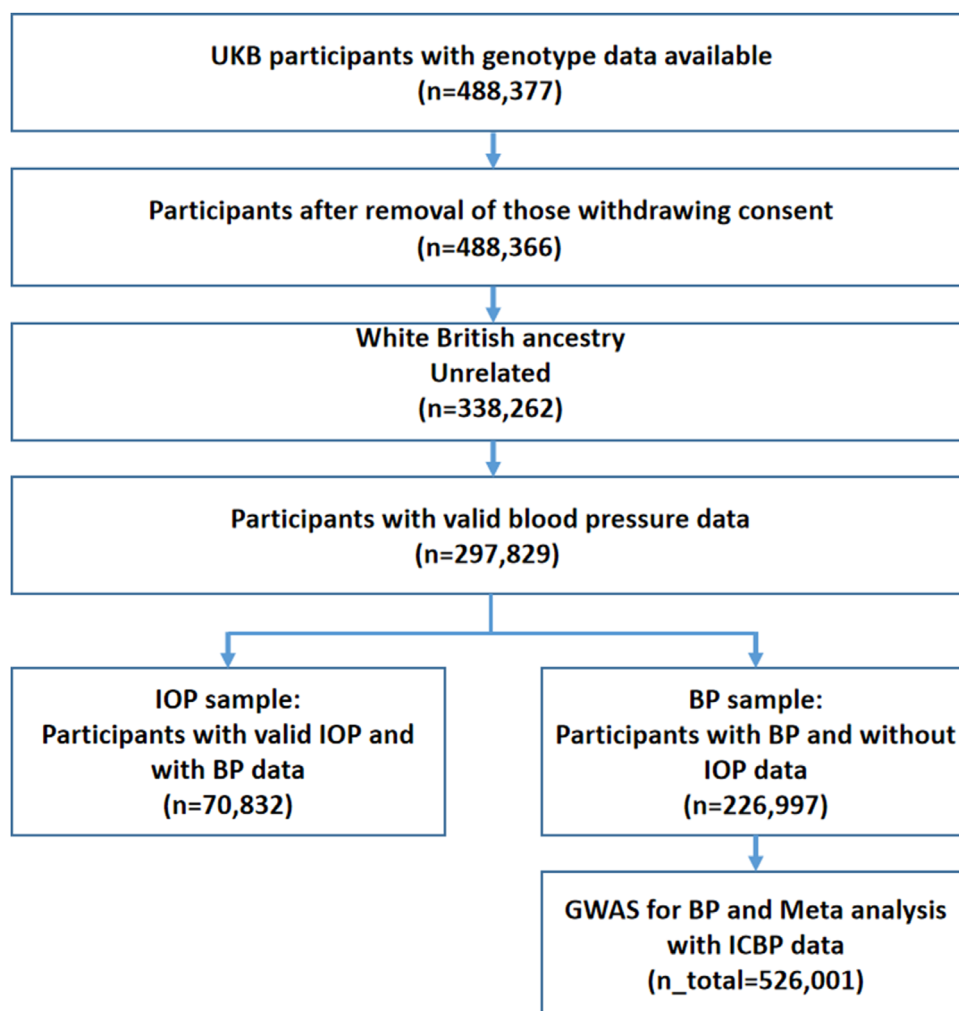 UKB participants with genotype data available
(n=488,377)
Participants after removal of those withdrawing consent
(n=488,366)
White British ancestry
Unrelated
(n=338,262)
Participants with valid blood pressure data
(n=297,829)
IOP sample:
Participants with valid IOP and
with BP data
(n=70,832)
BP sample:
Participants with BP and without
IOP data
(n=226,997)
GWAS for BP and Meta analysis
with ICBP data
(n_total=526,001)